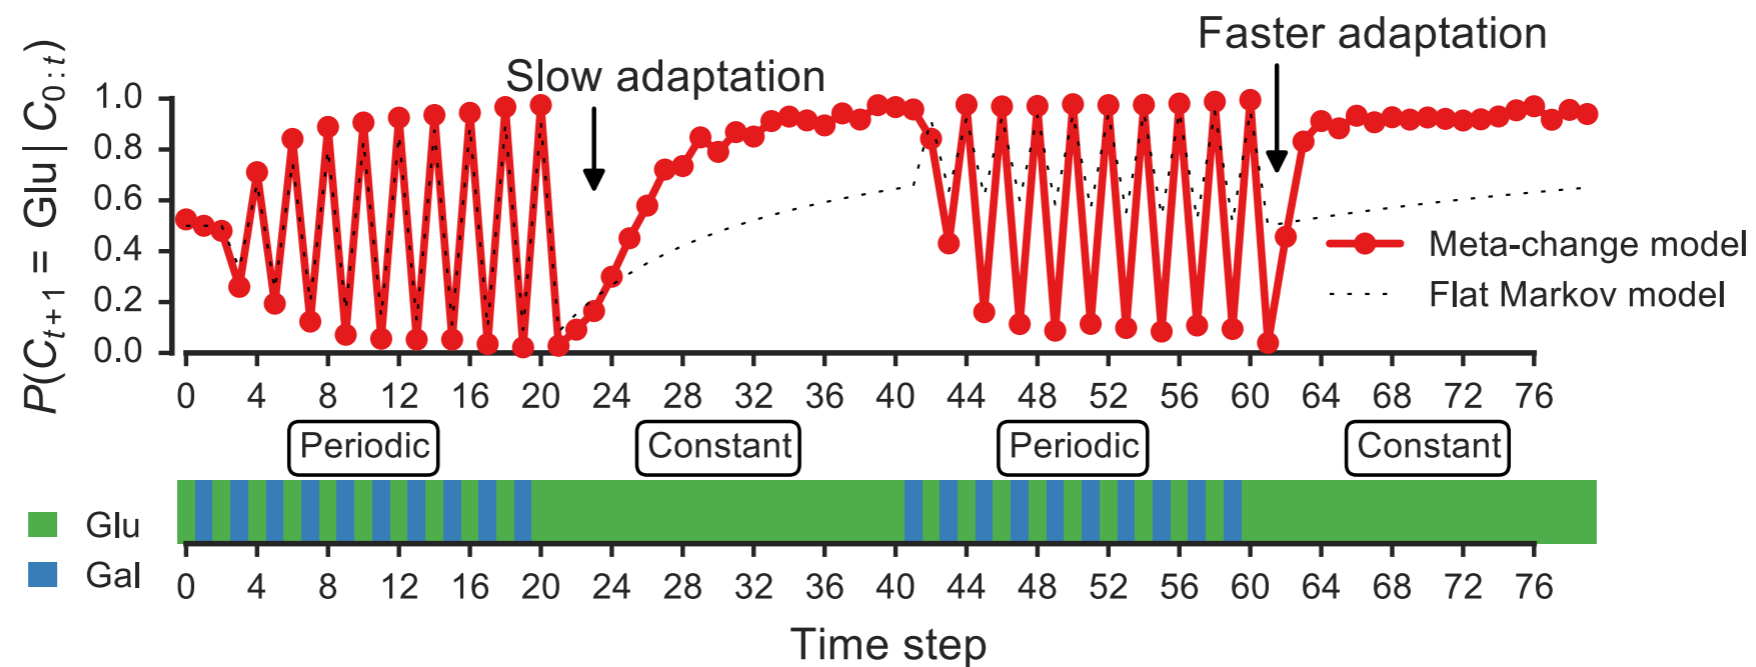 Faster adaptation
Slow adaptation
P(C_{t+1} = Glu | C_{0:t})
1.0
0.8
0.6
0.4
0.2
0.0
Meta-change model
Flat Markov model
0 4 8 12 16 20 24 28 32 36 40 44 48 52 56 60 64 68 72 76
Periodic Constant Periodic Constant
Glu
Gal
0 4 8 12 16 20 24 28 32 36 40 44 48 52 56 60 64 68 72 76
Time step